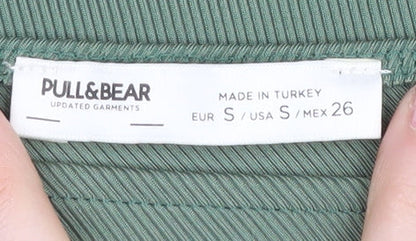 PULL&BEAR
UPDATED GARMENTS
MADE IN TURKEY
EUR S / USA S / MEX 26